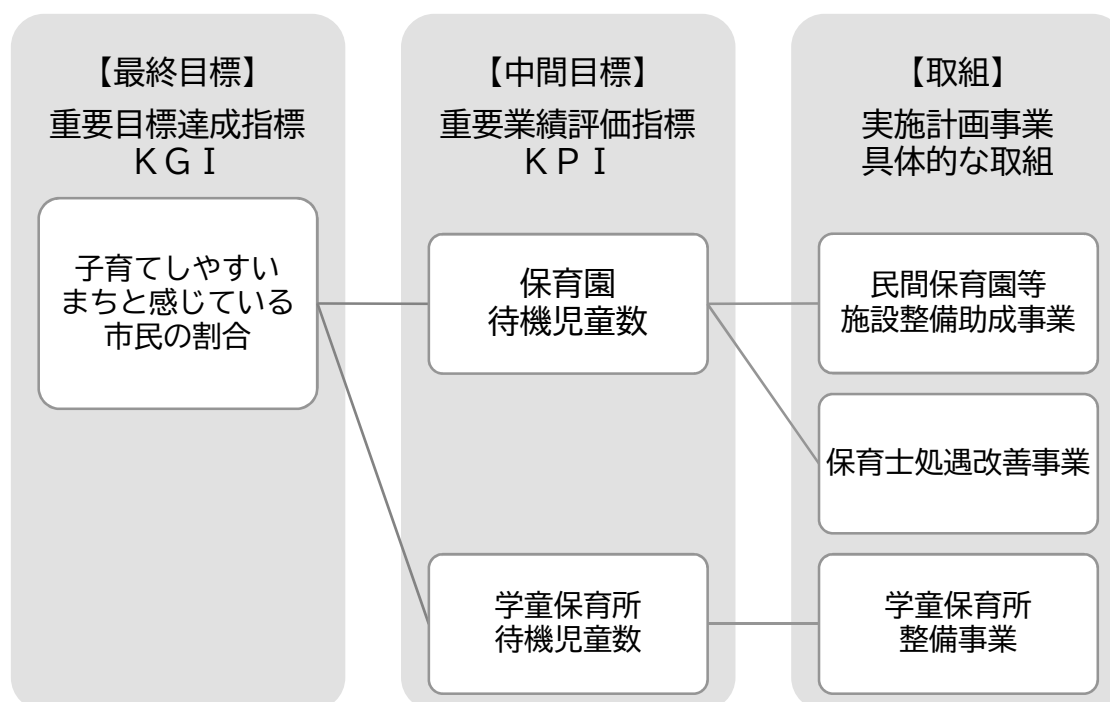 【最終目標】
重要目標達成指標
ＫＧＩ
子育てしやすい
まちと感じている
市民の割合
【中間目標】
重要業績評価指標
ＫＰＩ
保育園
待機児童数
学童保育所
待機児童数
【取組】
実施計画事業
具体的な取組
民間保育園等
施設整備助成事業
保育士処遇改善事業
学童保育所
整備事業